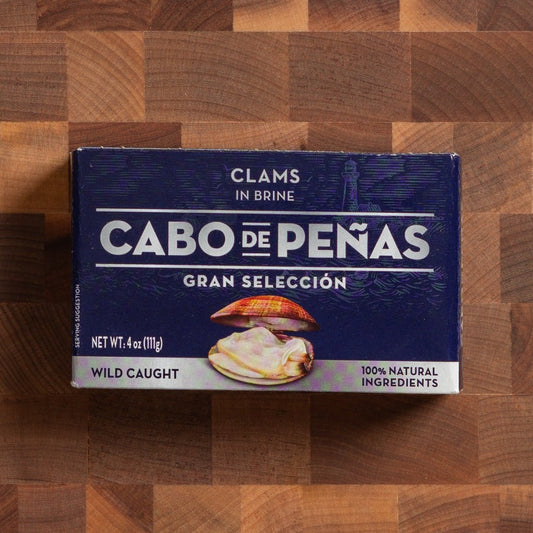 CLAMS
IN BRINE
CABO DE PEÑAS
GRAN SELECCIÓN
SERVING SUGGESTION
NET WT: 4 oz (111g)
WILD CAUGHT
100% NATURAL
INGREDIENTS